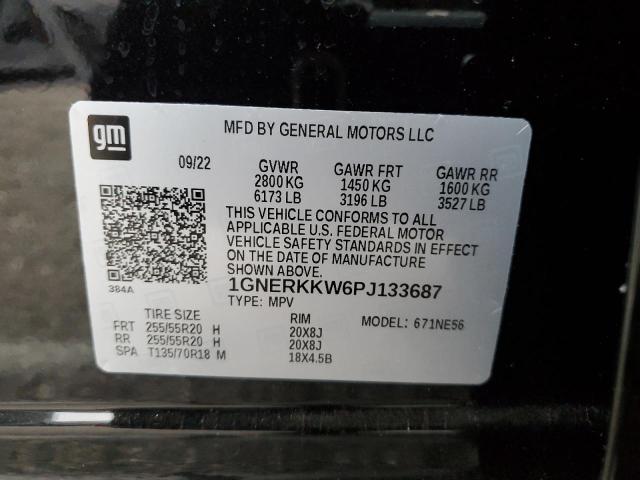 gm
MFD BY GENERAL MOTORS LLC
09/22 GVWR GAWR FRT GAWR RR
2800 KG 1450 KG 1600 KG
6173 LB 3196 LB 3527 LB
THIS VEHICLE CONFORMS TO ALL
APPLICABLE U.S. FEDERAL MOTOR
VEHICLE SAFETY STANDARDS IN EFFECT
ON THE DATE OF MANUFACTURE
SHOWN ABOVE.
384A
1GNERKKW6PJ133687
TYPE: MPV
TIRE SIZE RIM MODEL: 671NE56
FRT 255/55R20 H 20X8J
RR 255/55R20 H 20X8J
SPA T135/70R18 M 18X4.5B